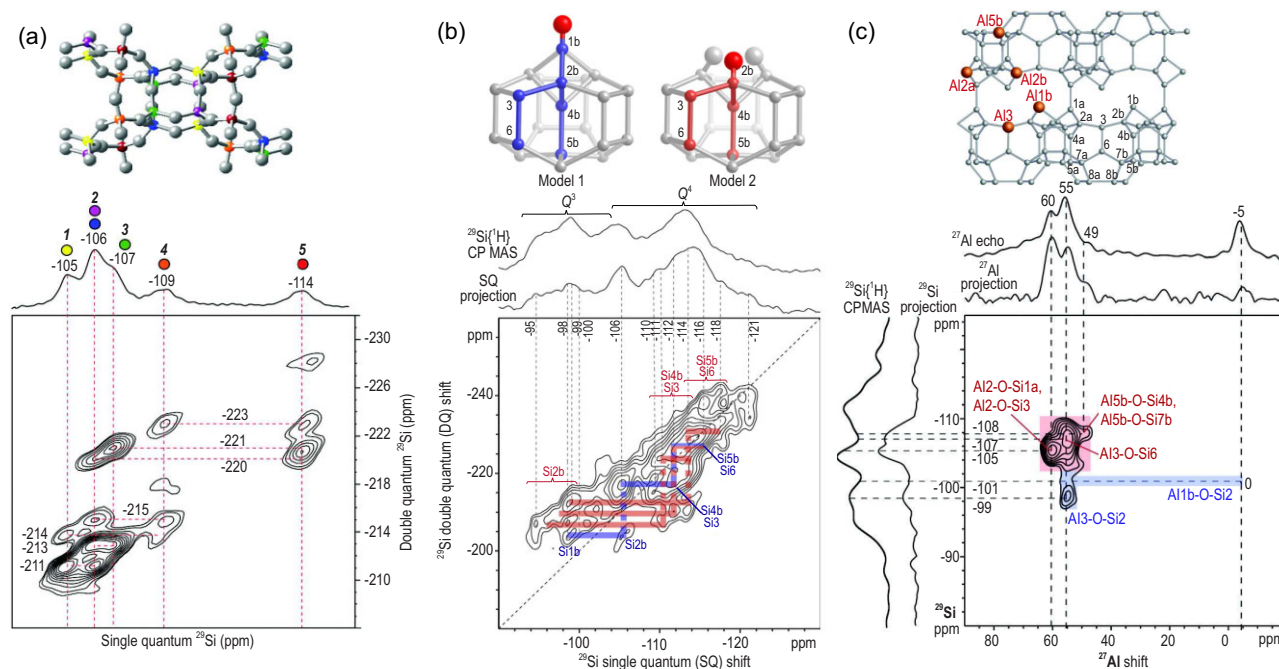 (a)
1
2
3
4
5
-105
-106
-107
-109
-114
-223
-221
-220
-215
-214
-213
-211
-230
-226
-222
-218
-214
-210
Double quantum ²⁹Si (ppm)
Single quantum ²⁹Si (ppm)
(b)
1b
2b
3
4b
6
5b
Model 1
2b
3
4b
6
5b
Model 2
Q³
Q⁴
²⁹Si{¹H}
CP MAS
SQ
projection
-95
-98
-99
-100
-106
-110
-111
-112
-114
-116
-118
-121
ppm
-240
-220
-200
²⁹Si double quantum (DQ) shift
Si5b
Si6
Si4b
Si3
Si2b
Si5b
Si6
Si4b
Si3
Si1b
Si2b
-100
-110
-120
ppm
²⁹Si single quantum (SQ) shift
(c)
Al5b
Al2a
Al2b
Al1b
Al3
1a
2a
3
2b
1b
4a
4b
6
7a
7b
5a
5b
8a
8b
60
55
49
-5
²⁷Al echo
²⁷Al
projection
²⁹Si{¹H}
CPMAS
²⁹Si
projection
ppm
-110
-108
-107
-105
-100
-101
-99
-90
²⁹Si
ppm
Al2-O-Si1a,
Al2-O-Si3
Al5b-O-Si4b,
Al5b-O-Si7b
Al3-O-Si6
0
Al1b-O-Si2
Al3-O-Si2
80
60
40
20
0
ppm
²⁷Al shift